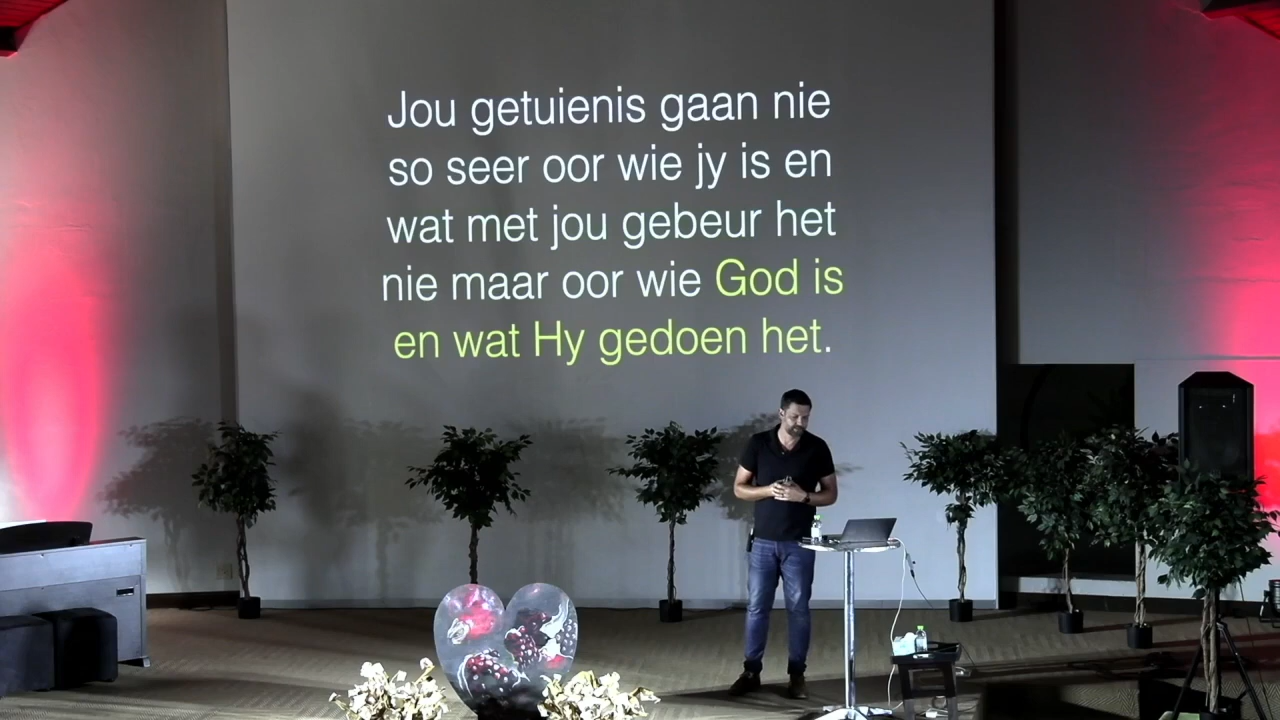 Jou getuienis gaan nie
so seer oor wie jy is en
wat met jou gebeur het
nie maar oor wie God is
en wat Hy gedoen het.